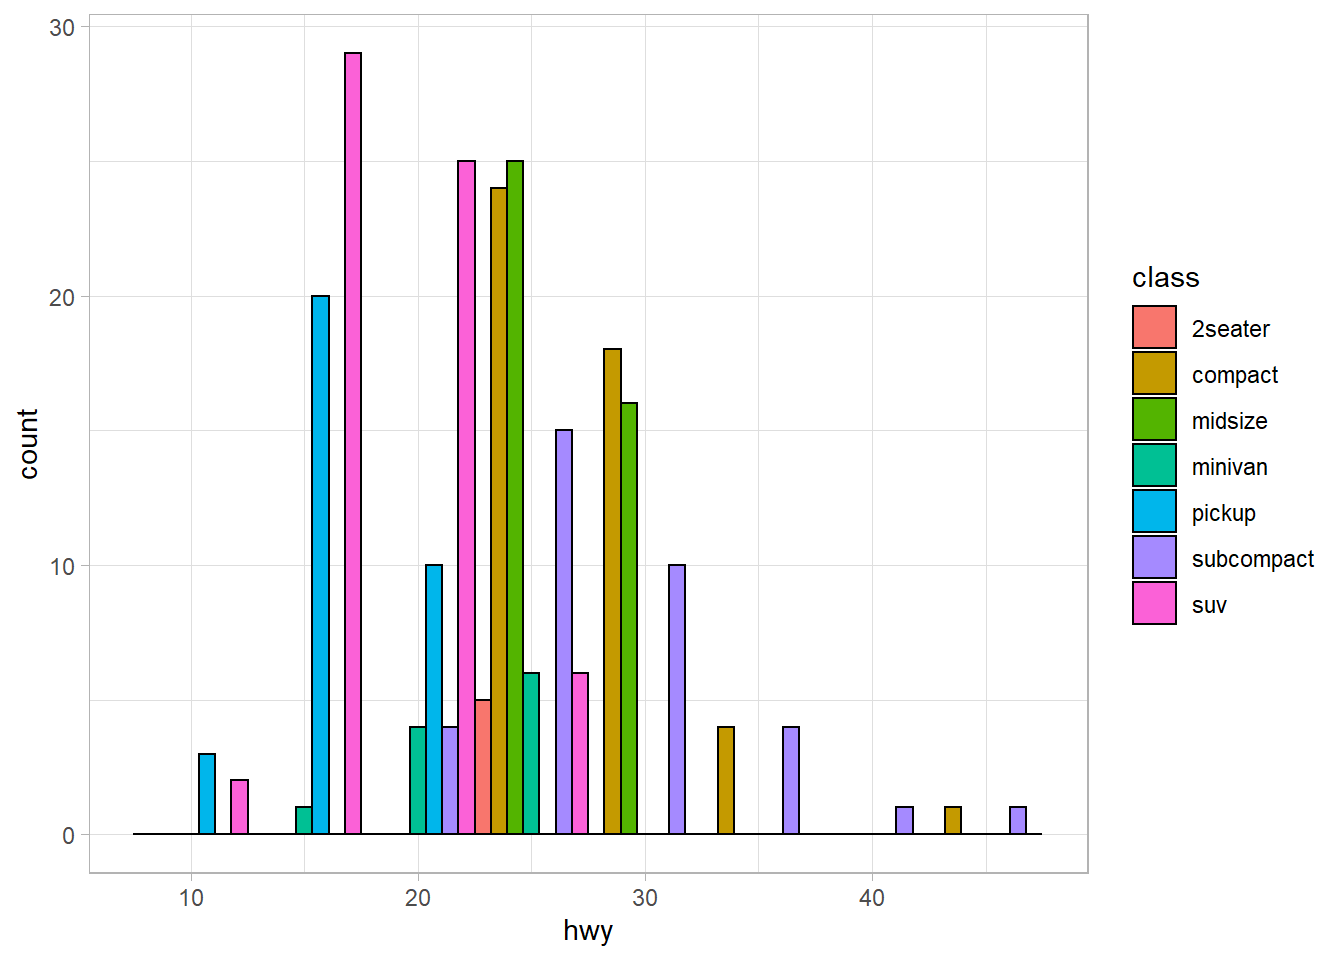 30
20
10
0
count
10 20 30 40
hwy
class
2seater
compact
midsize
minivan
pickup
subcompact
suv